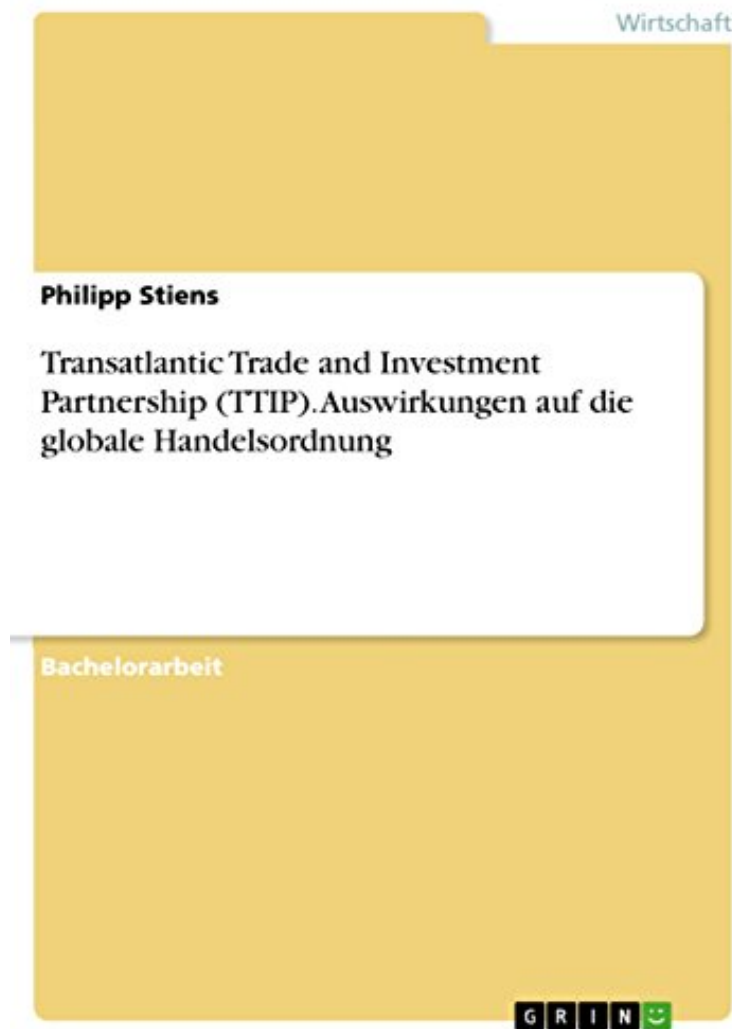 Wirtschaft
Philipp Stiens
Transatlantic Trade and Investment
Partnership (TTIP). Auswirkungen auf die
globale Handelsordnung
Bachelorarbeit
GRIN